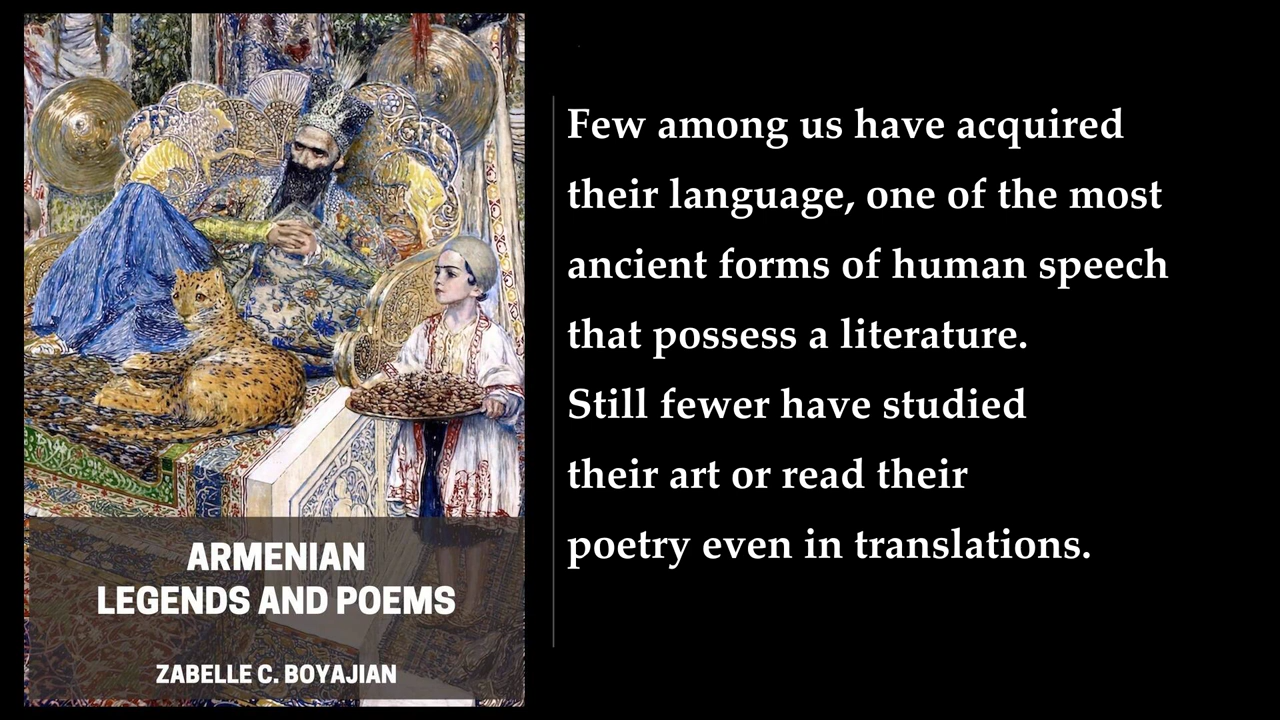 ARMENIAN
LEGENDS AND POEMS
ZABELLE C. BOYAJIAN
Few among us have acquired
their language, one of the most
ancient forms of human speech
that possess a literature.
Still fewer have studied
their art or read their
poetry even in translations.